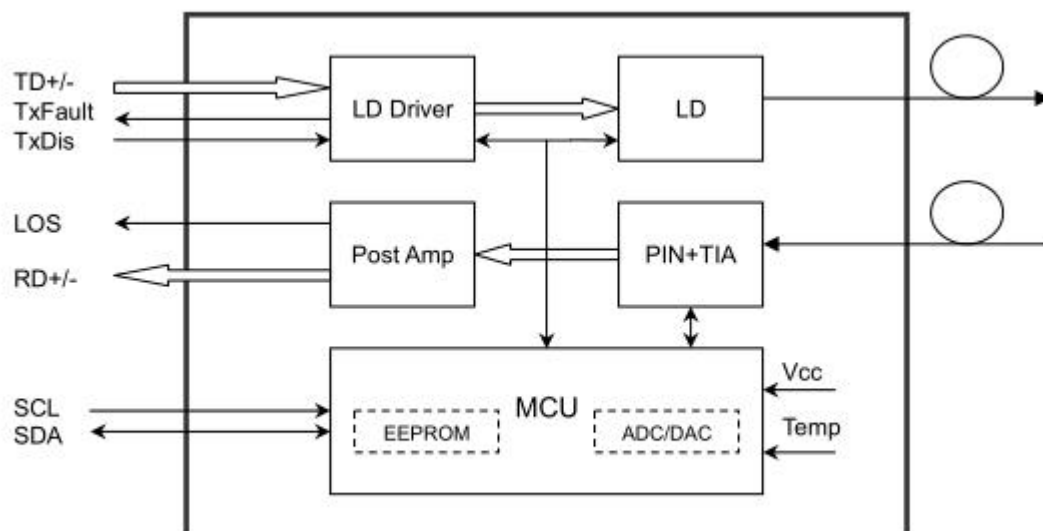 TD+/-
TxFault
TxDis
LD Driver
LD
LOS
RD+/-
Post Amp
PIN+TIA
SCL
SDA
MCU
EEPROM
ADC/DAC
Vcc
Temp